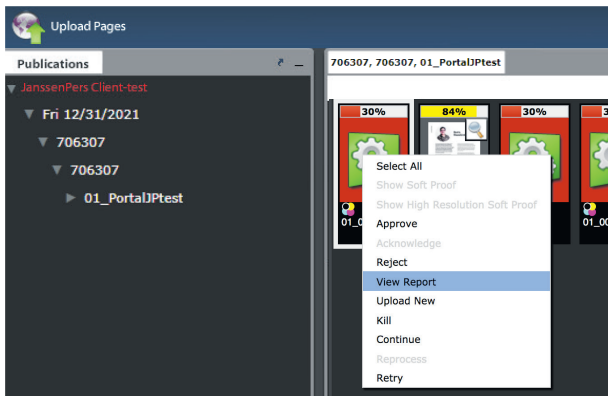 Upload Pages
Publications
JanssenPers Client-test
Fri 12/31/2021
706307
706307
01_PortalJPtest
706307, 706307, 01_PortalJPtest
30%
84%
30%
Select All
Show Soft Proof
Show High Resolution Soft Proof
Approve
Acknowledge
Reject
View Report
Upload New
Kill
Continue
Reprocess
Retry